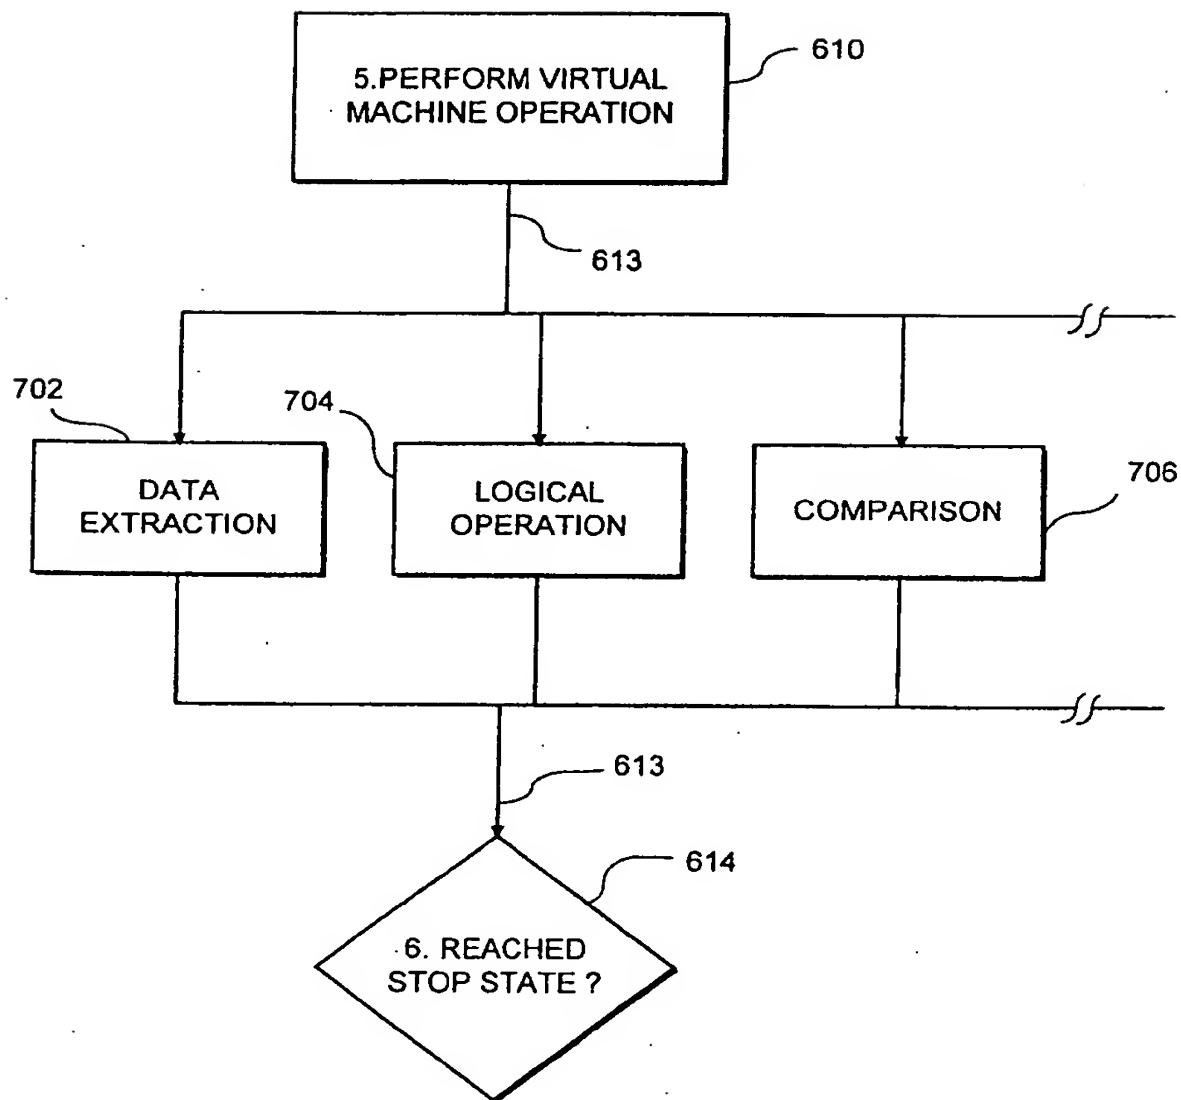 5.PERFORM VIRTUAL
MACHINE OPERATION
610
613
702
704
706
DATA
EXTRACTION
LOGICAL
OPERATION
COMPARISON
613
614
6. REACHED
STOP STATE ?